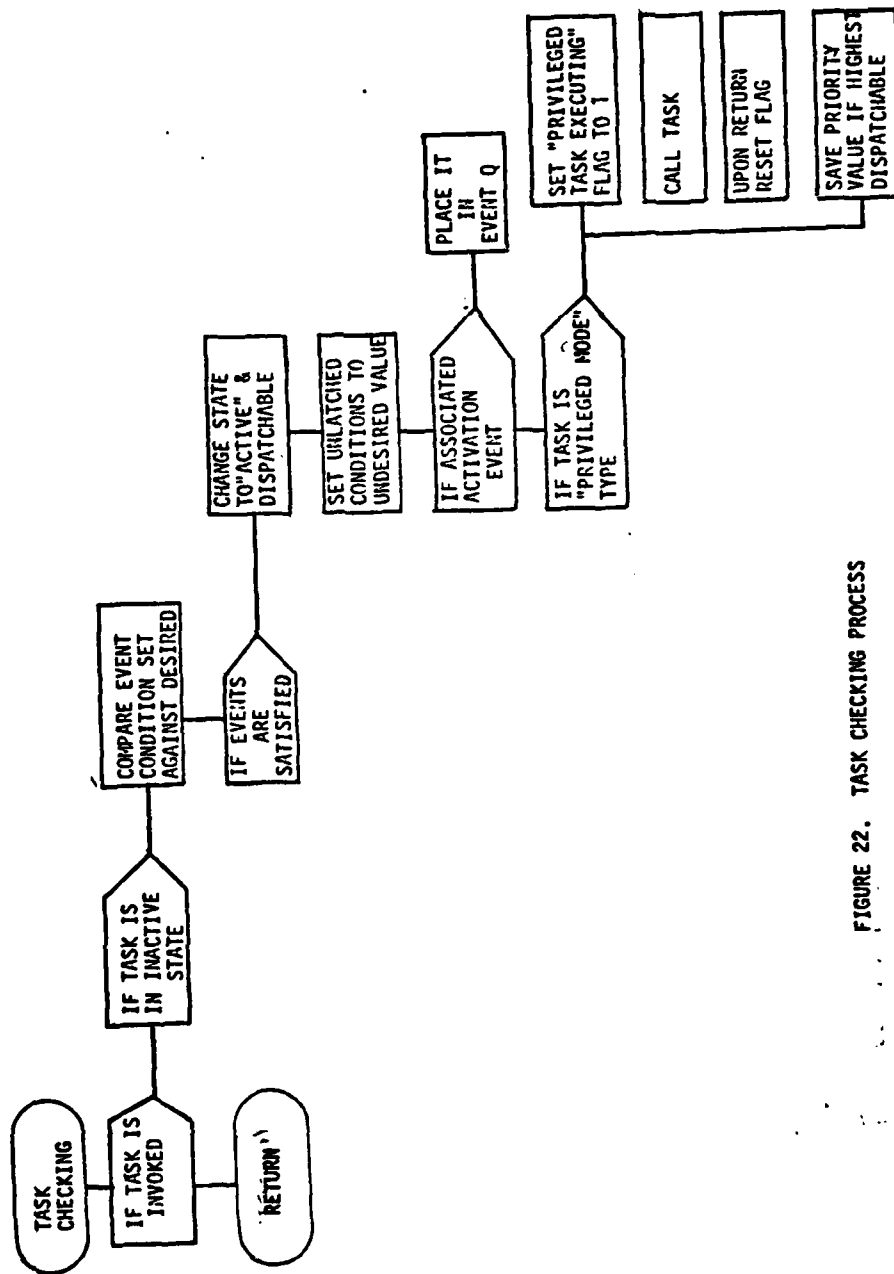 TASK
CHECKING
IF TASK IS
INVOKED
RETURN
IF TASK IS
IN INACTIVE
STATE
COMPARE EVENT
CONDITION SET
AGAINST DESIRED
IF EVENTS
ARE
SATISFIED
CHANGE STATE
TO"ACTIVE" &
DISPATCHABLE
SET UNLATCHED
CONDITIONS TO
UNDESIRED VALUE
IF ASSOCIATED
ACTIVATION
EVENT
PLACE IT
IN
EVENT Q
IF TASK IS
"PRIVILEGED MODE"
TYPE
SET "PRIVILEGED
TASK EXECUTING"
FLAG TO 1
CALL TASK
UPON RETURN
RESET FLAG
SAVE PRIORITY
VALUE IF HIGHEST
DISPATCHABLE
FIGURE 22. TASK CHECKING PROCESS